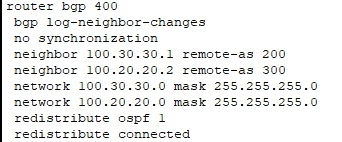 router bgp 400
bgp log-neighbor-changes
no synchronization
neighbor 100.30.30.1 remote-as 200
neighbor 100.20.20.2 remote-as 300
network 100.30.30.0 mask 255.255.255.0
network 100.20.20.0 mask 255.255.255.0
redistribute ospf 1
redistribute connected